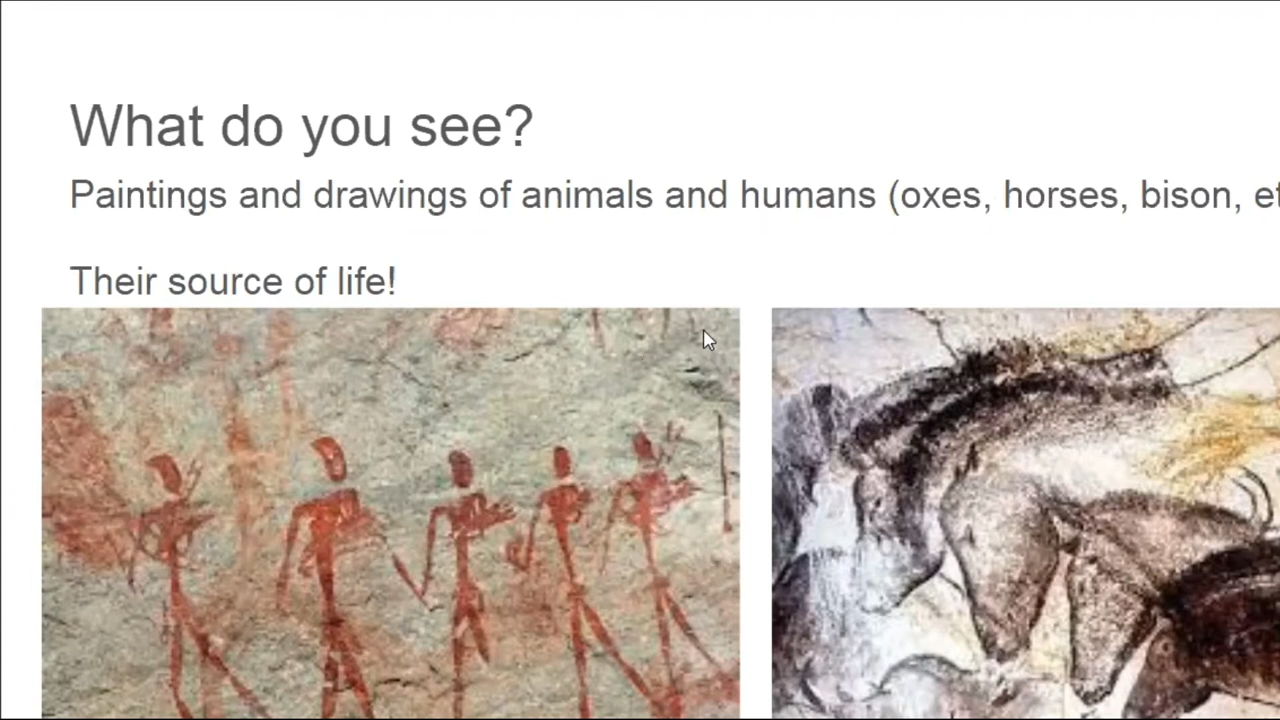 What do you see?
Paintings and drawings of animals and humans (oxes, horses, bison,
Their source of life!